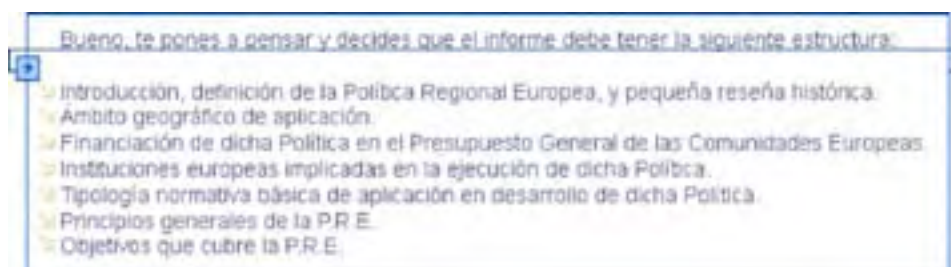 Bueno, te pones a pensar y decides que el informe debe tener la siguiente estructura:
Introducción, definición de la Política Regional Europea, y pequeña reseña histórica.
Ámbito geográfico de aplicación.
Financiación de dicha Política en el Presupuesto General de las Comunidades Europeas.
Instituciones europeas implicadas en la ejecución de dicha Política.
Tipología normativa básica de aplicación en desarrollo de dicha Política.
Principios generales de la P.R.E.
Objetivos que cubre la P.R.E.